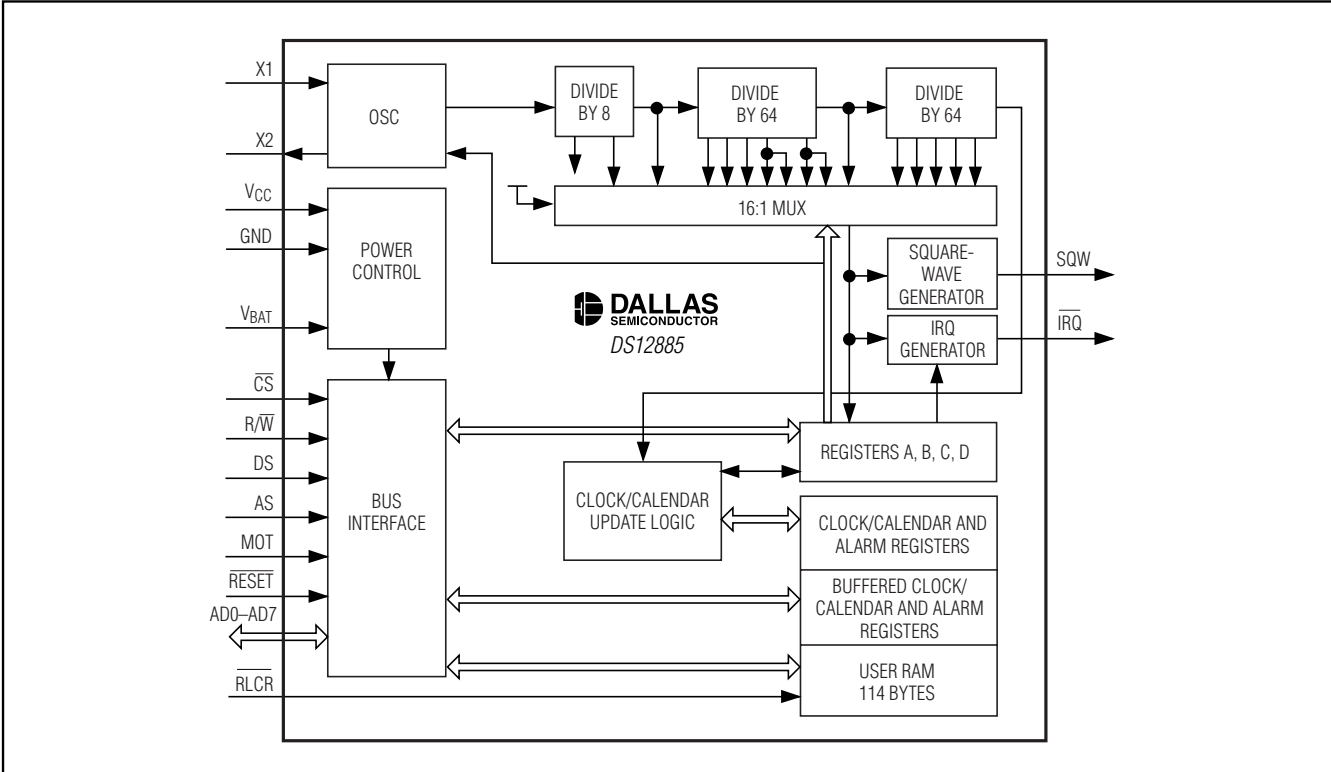 X1
X2
VCC
GND
VBAT
CS
R/W
DS
AS
MOT
RESET
AD0–AD7
RLCR
OSC
POWER
CONTROL
BUS
INTERFACE
DIVIDE
BY 8
DIVIDE
BY 64
DIVIDE
BY 64
16:1 MUX
SQUARE-
WAVE
GENERATOR
SQW
IRQ
GENERATOR
IRQ
DALLAS
SEMICONDUCTOR
DS12885
REGISTERS A, B, C, D
CLOCK/CALENDAR
UPDATE LOGIC
CLOCK/CALENDAR AND
ALARM REGISTERS
BUFFERED CLOCK/
CALENDAR AND ALARM
REGISTERS
USER RAM
114 BYTES